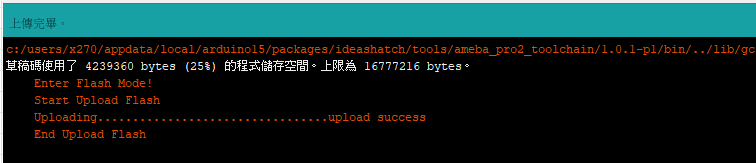 上傳完畢。
c:/users/x270/appdata/local/arduino15/packages/ideashatch/tools/ameba_pro2_toolchain/1.0.1-p1/bin/../lib/gc
草稿碼使用了 4239360 bytes (25%) 的程式儲存空間。上限為 16777216 bytes。
Enter Flash Mode!
Start Upload Flash
Uploading.................................upload success
End Upload Flash